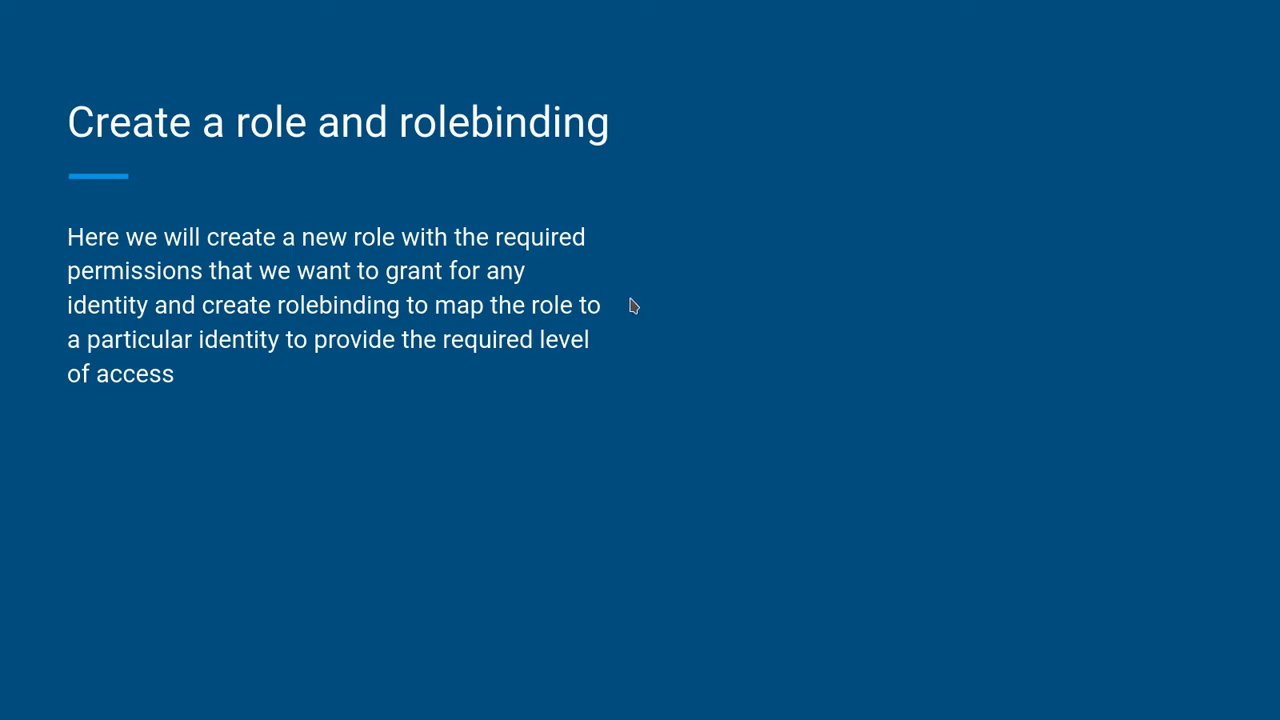 Create a role and rolebinding
Here we will create a new role with the required
permissions that we want to grant for any
identity and create rolebinding to map the role to
a particular identity to provide the required level
of access